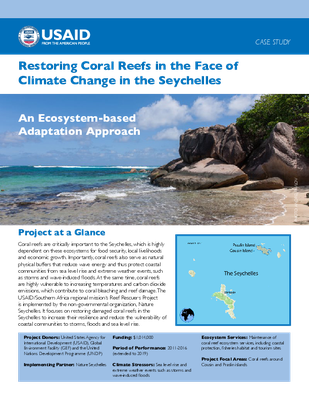 USAID
FROM THE AMERICAN PEOPLE
CASE STUDY
Restoring Coral Reefs in the Face of
Climate Change in the Seychelles
An Ecosystem-based
Adaptation Approach
Project at a Glance
Coral reefs are critically important to the Seychelles, which is highly
dependent on these ecosystems for food security, local livelihoods
and economic growth. Importantly, coral reefs also serve as natural
physical buffers that reduce wave energy and thus protect coastal
communities from sea level rise and extreme weather events, such
as storms and wave-induced floods. At the same time, coral reefs
are highly vulnerable to increasing temperatures and carbon dioxide
emissions, which contribute to coral bleaching and reef damage. The
USAID/Southern Africa regional mission's Reef Rescuers Project
is implemented by the non-governmental organization, Nature
Seychelles. It focuses on restoring damaged coral reefs in the
Seychelles to increase their resilience and reduce the vulnerability of
coastal communities to storms, floods and sea level rise.
Praslin Island
Cousin Island
The Seychelles
Project Donors: United States Agency for
International Development (USAID), Global
Environment Facility (GEF) and the United
Nations Development Programme (UNDP)
Implementing Partner: Nature Seychelles
Funding:
Period of Performance: 2011-2016
(extended to 2019)
Climate Stressors: Sea level rise and
extreme weather events such as storms and
wave-induced floods
Ecosystem Services: Maintenance of
coral reef ecosystem services, including coastal
protection, fisheries habitat and tourism sites
Project Focal Areas: Coral reefs around
Cousin and Praslin islands